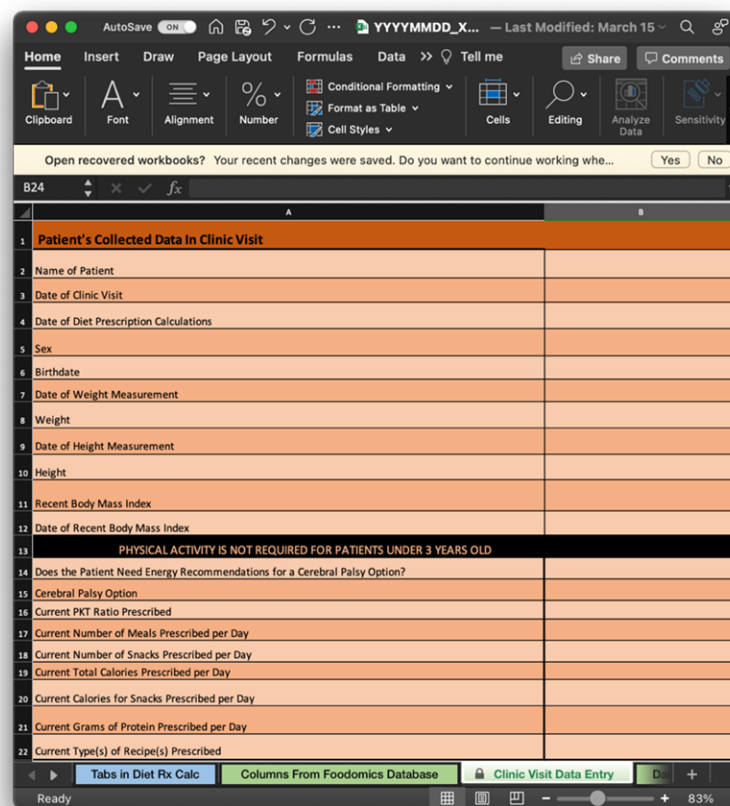 AutoSave ON YYYYMMDD_X... — Last Modified: March 15
Home Insert Draw Page Layout Formulas Data >> Tell me Share Comments
Clipboard Font Alignment Number Conditional Formatting Format as Table Cell Styles Cells Editing Analyze Data Sensitivity
Open recovered workbooks? Your recent changes were saved. Do you want to continue working whe... Yes No
B24 fx
A B
1 Patient's Collected Data In Clinic Visit
2 Name of Patient
3 Date of Clinic Visit
4 Date of Diet Prescription Calculations
5 Sex
6 Birthdate
7 Date of Weight Measurement
8 Weight
9 Date of Height Measurement
10 Height
11 Recent Body Mass Index
12 Date of Recent Body Mass Index
13 PHYSICAL ACTIVITY IS NOT REQUIRED FOR PATIENTS UNDER 3 YEARS OLD
14 Does the Patient Need Energy Recommendations for a Cerebral Palsy Option?
15 Cerebral Palsy Option
16 Current PKT Ratio Prescribed
17 Current Number of Meals Prescribed per Day
18 Current Number of Snacks Prescribed per Day
19 Current Total Calories Prescribed per Day
20 Current Calories for Snacks Prescribed per Day
21 Current Grams of Protein Prescribed per Day
22 Current Type(s) of Recipe(s) Prescribed
Tabs in Diet Rx Calc Columns From Foodomics Database Clinic Visit Data Entry Da +
Ready − + 83%